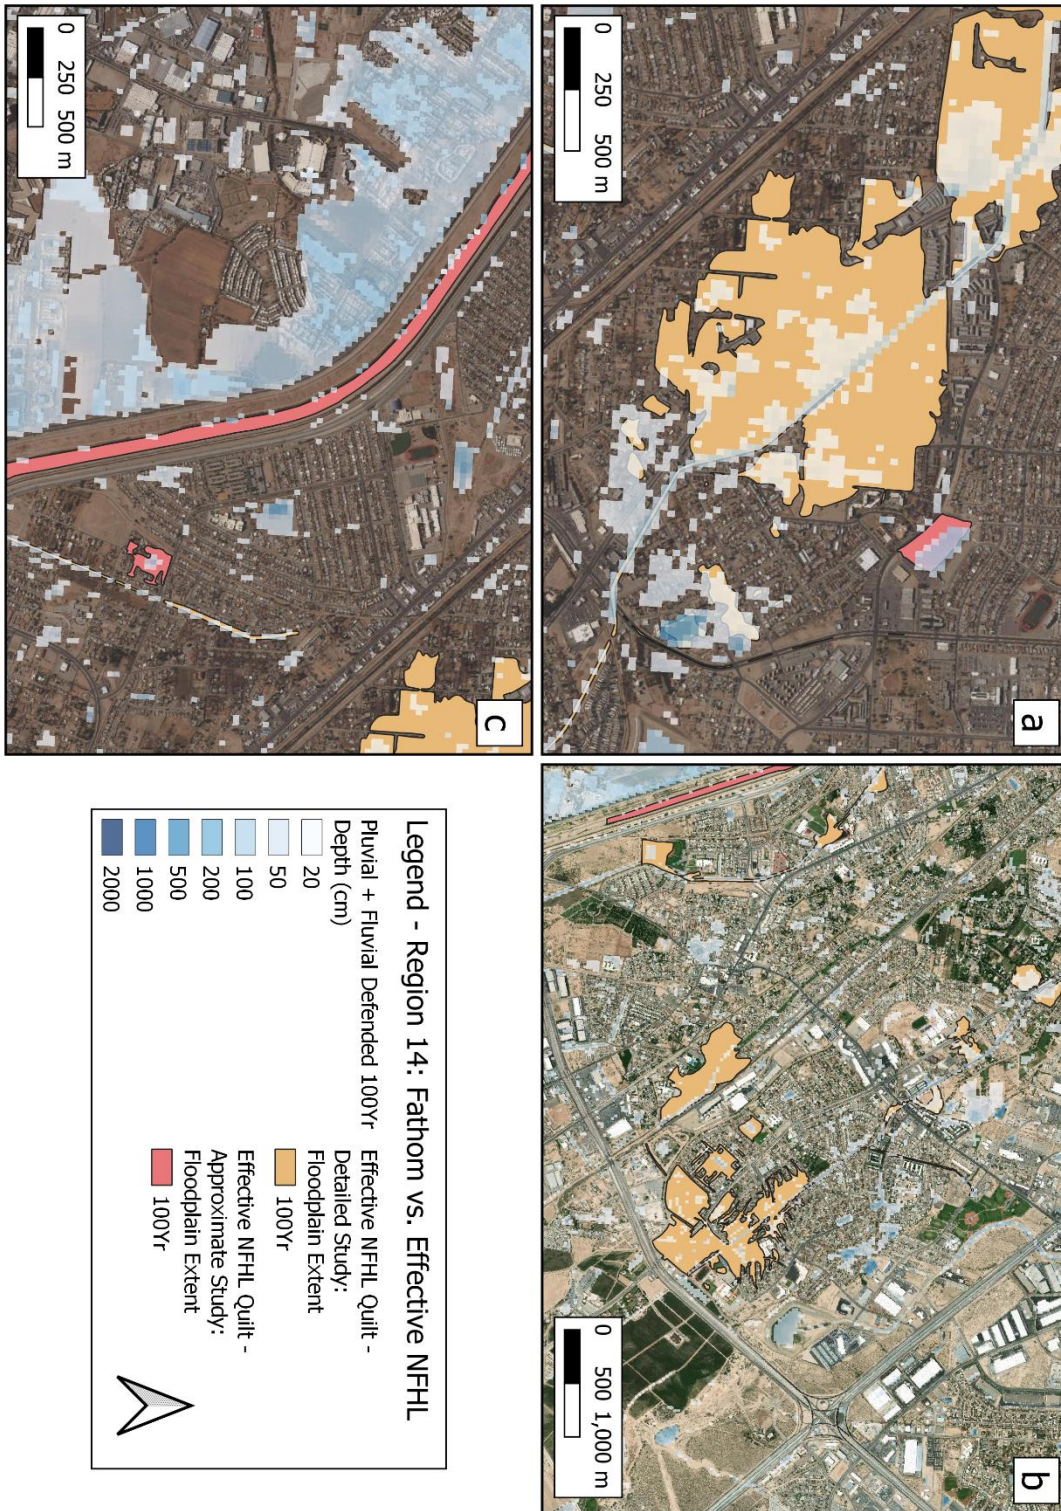 a
0 250 500 m
b
0 500 1,000 m
c
0 250 500 m
Legend - Region 14: Fathom vs. Effective NFHL
Pluvial + Fluvial Defended 100Yr
Depth (cm)
20
50
100
200
500
1000
2000
Effective NFHL Quilt -
Detailed Study:
Floodplain Extent
100Yr
Effective NFHL Quilt -
Approximate Study:
Floodplain Extent
100Yr